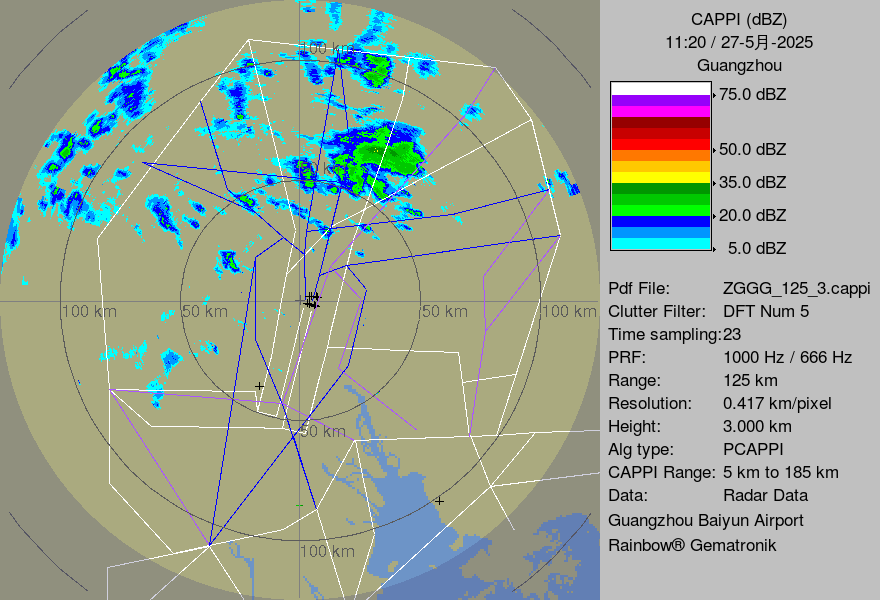 CAPPI (dBZ)
11:20 / 27-5月-2025
Guangzhou
75.0 dBZ
50.0 dBZ
35.0 dBZ
20.0 dBZ
5.0 dBZ
Pdf File: ZGGG_125_3.cappi
Clutter Filter: DFT Num 5
Time sampling:23
PRF: 1000 Hz / 666 Hz
Range: 125 km
Resolution: 0.417 km/pixel
Height: 3.000 km
Alg type: PCAPPI
CAPPI Range: 5 km to 185 km
Data: Radar Data
Guangzhou Baiyun Airport
Rainbow® Gematronik
100 km
100 km
50 km
50 km
100 km
50 km
100 km